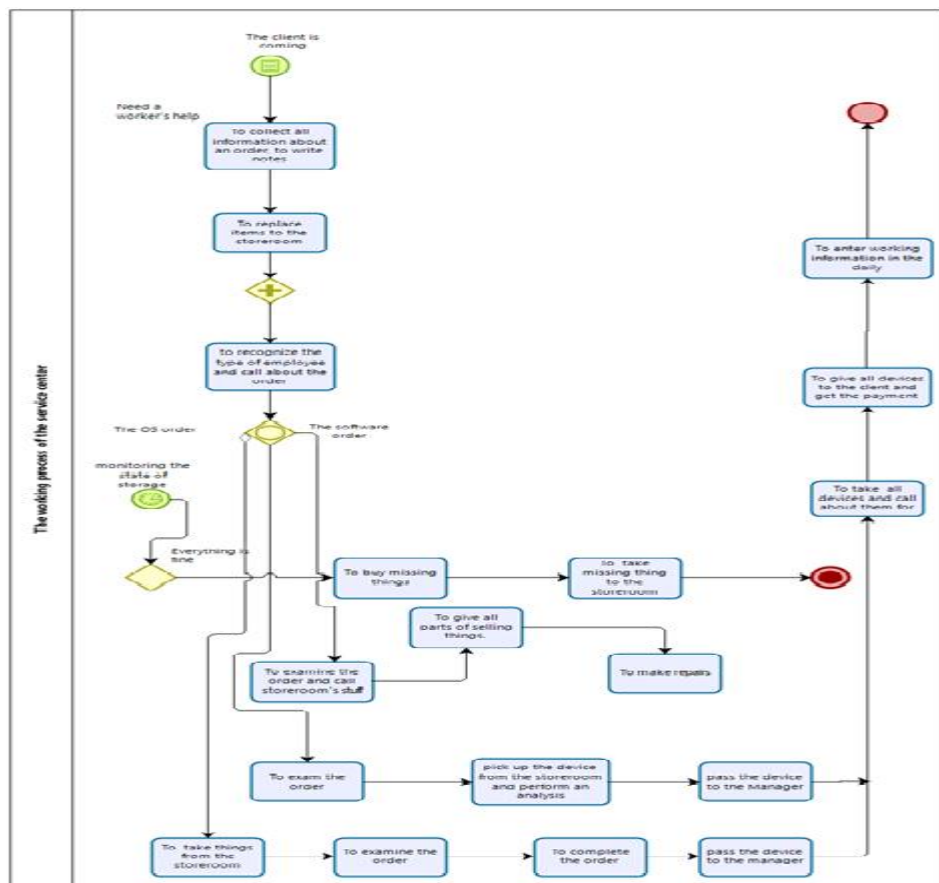 The working process of the service center
The client is
coming
Need a
worker's help
To collect all
information about
an order, to write
notes
To replace
items to the
storeroom
to recognize the
type of employee
and call about the
order
The OS order
The software
order
monitoring the
state of
storage
Everything is
fine
To buy missing
things
To take
missing thing
to the
storeroom
To give all
parts of selling
things.
To examine the
order and call
storeroom's stuff
To make repairs
To exam the
order
pick up the device
from the storeroom
and perform an
analysis
pass the device
to the Manager
To take things
from the
storeroom
To examine the
order
To complete
the order
pass the device
to the manager
To take all
devices and call
about them for
To give all devices
to the client and
get the payment
To enter working
information in the
daily